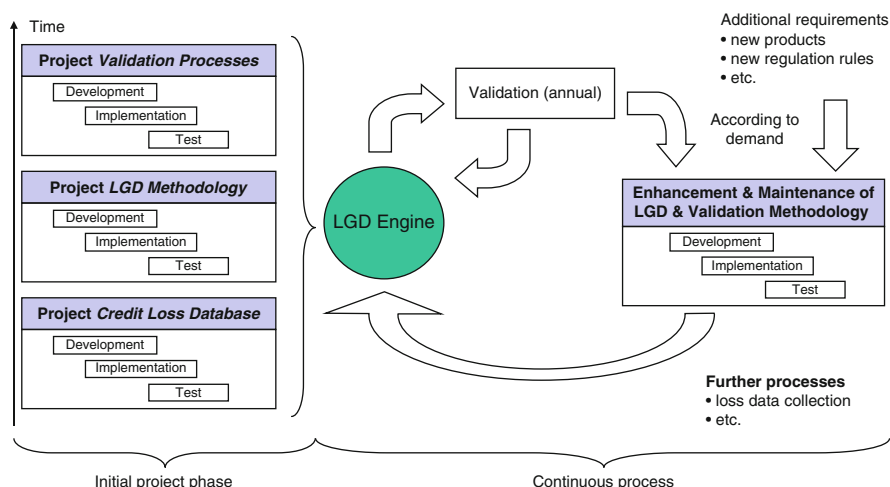 Time
Project Validation Processes
Development
Implementation
Test
Project LGD Methodology
Development
Implementation
Test
Project Credit Loss Database
Development
Implementation
Test
LGD Engine
Validation (annual)
Additional requirements
• new products
• new regulation rules
• etc.
According to
demand
Enhancement & Maintenance of
LGD & Validation Methodology
Development
Implementation
Test
Further processes
• loss data collection
• etc.
Initial project phase
Continuous process